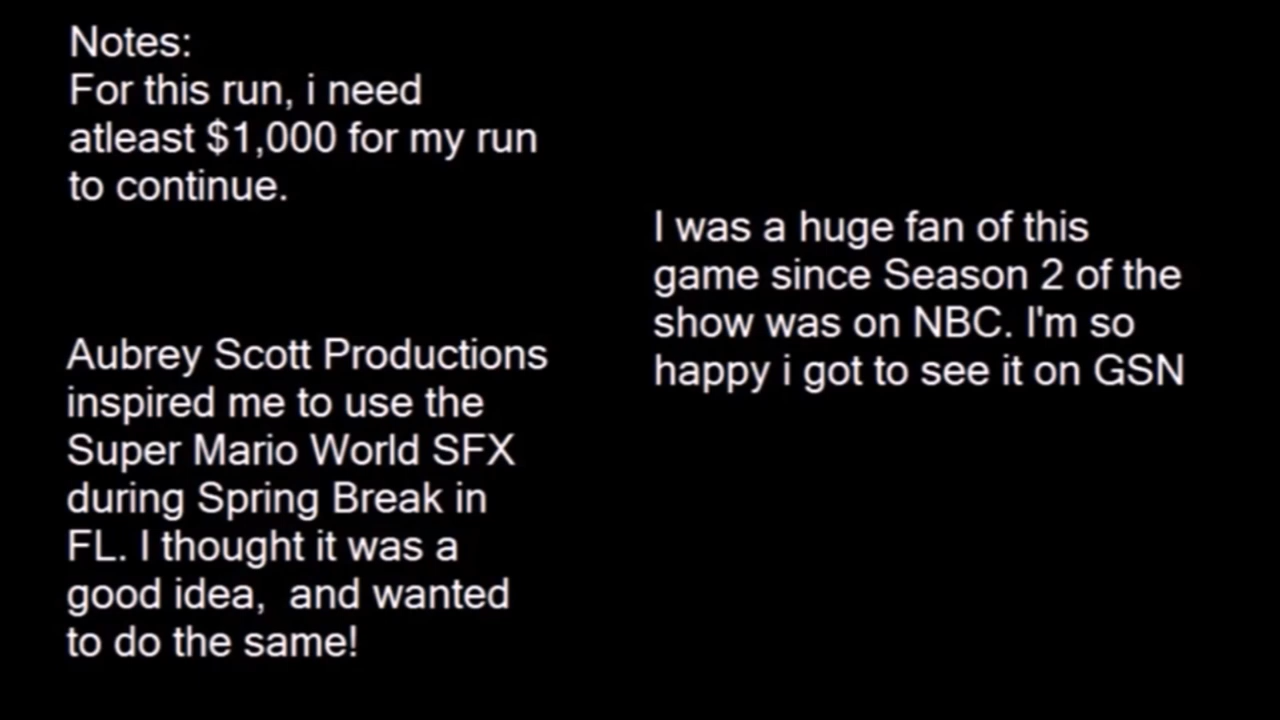 Notes:
For this run, i need
atleast $1,000 for my run
to continue.
Aubrey Scott Productions
inspired me to use the
Super Mario World SFX
during Spring Break in
FL. I thought it was a
good idea,  and wanted
to do the same!
I was a huge fan of this
game since Season 2 of the
show was on NBC. I'm so
happy i got to see it on GSN